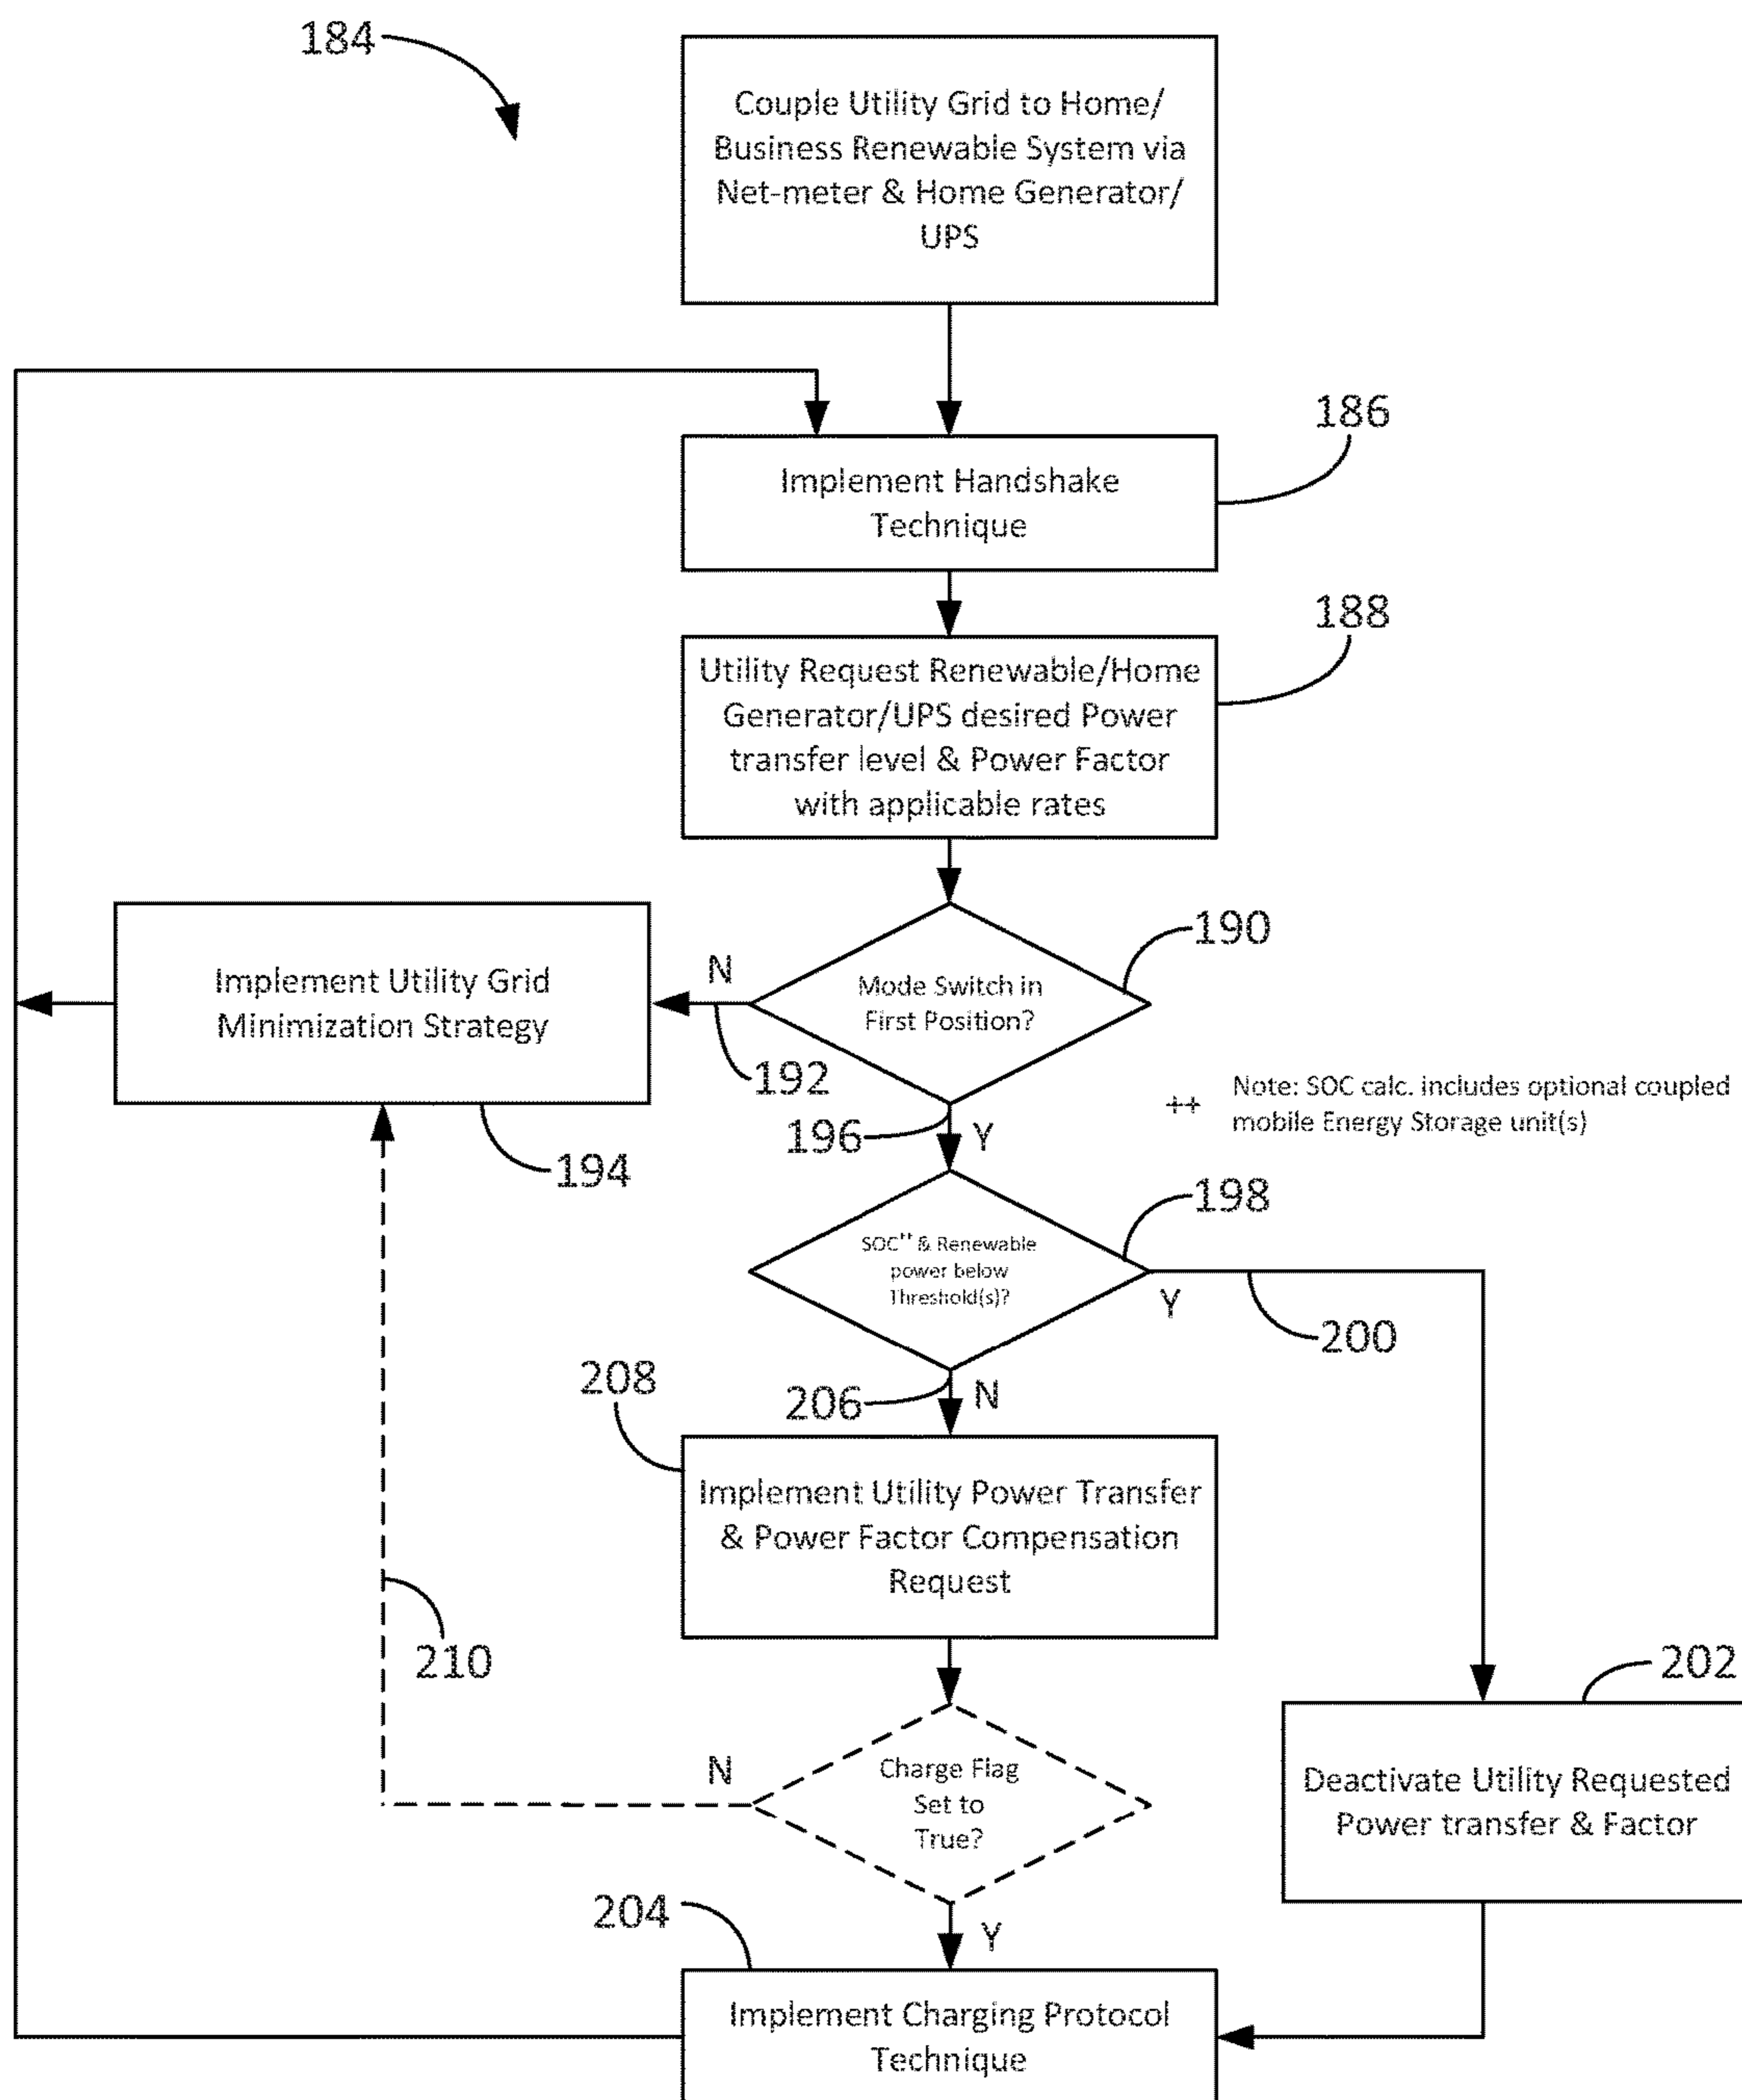 184
Couple Utility Grid to Home/
Business Renewable System via
Net-meter & Home Generator/
UPS
186
Implement Handshake
Technique
188
Utility Request Renewable/Home
Generator/UPS desired Power
transfer level & Power Factor
with applicable rates
190
Mode Switch in
First Position?
N
192
Implement Utility Grid
Minimization Strategy
194
196
Y
++ Note: SOC calc. includes optional coupled
mobile Energy Storage unit(s)
198
SOC++ & Renewable
power below
Threshold(s)?
Y
200
206
N
208
Implement Utility Power Transfer
& Power Factor Compensation
Request
210
202
Deactivate Utility Requested
Power transfer & Factor
N
Charge Flag
Set to
True?
Y
204
Implement Charging Protocol
Technique